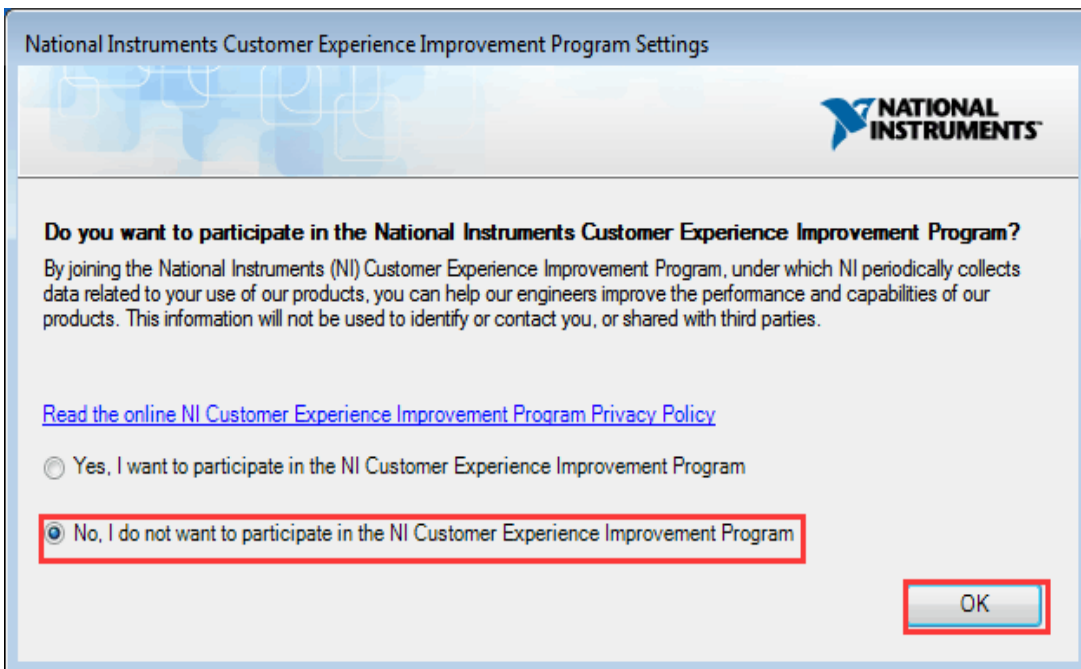 National Instruments Customer Experience Improvement Program Settings
NATIONAL
INSTRUMENTS™
Do you want to participate in the National Instruments Customer Experience Improvement Program?
By joining the National Instruments (NI) Customer Experience Improvement Program, under which NI periodically collects
data related to your use of our products, you can help our engineers improve the performance and capabilities of our
products. This information will not be used to identify or contact you, or shared with third parties.
Read the online NI Customer Experience Improvement Program Privacy Policy
Yes, I want to participate in the NI Customer Experience Improvement Program
No, I do not want to participate in the NI Customer Experience Improvement Program
OK